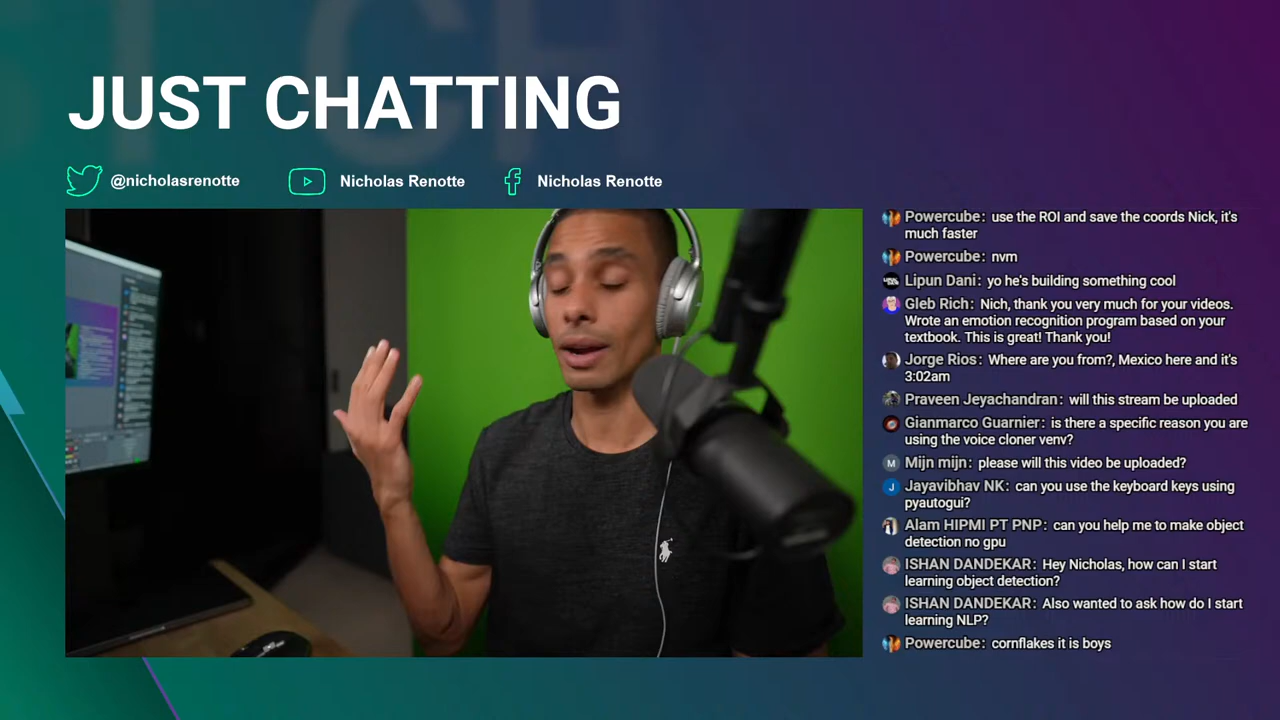 JUST CHATTING
@nicholasrenotte
Nicholas Renotte
Nicholas Renotte
Powercube: use the ROI and save the coords Nick, it's
much faster
Powercube: nvm
Lipun Dani: yo he's building something cool
Gleb Rich: Nich, thank you very much for your videos.
Wrote an emotion recognition program based on your
textbook. This is great! Thank you!
Jorge Rios: Where are you from?, Mexico here and it's
3:02am
Praveen Jeyachandran: will this stream be uploaded
Gianmarco Guarnier: is there a specific reason you are
using the voice cloner venv?
M
Mijn mijn: please will this video be uploaded?
J
Jayavibhav NK: can you use the keyboard keys using
pyautogui?
Alam HIPMI PT PNP: can you help me to make object
detection no gpu
ISHAN DANDEKAR: Hey Nicholas, how can I start
learning object detection?
ISHAN DANDEKAR: Also wanted to ask how do I start
learning NLP?
Powercube: cornflakes it is boys